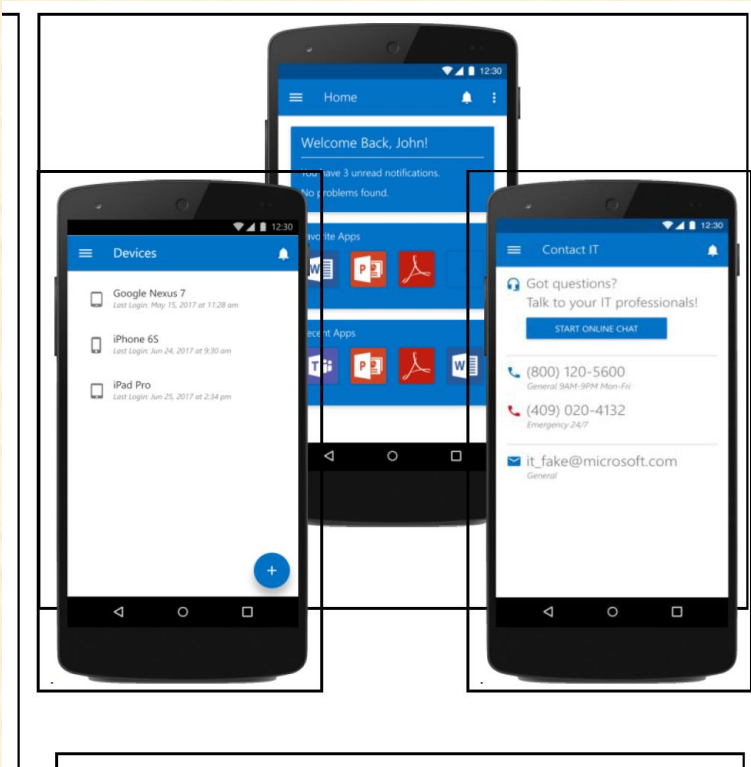 12:30
Home
Welcome Back, John!
You have 3 unread notifications.
No problems found.
Apps
W
P
Apps
T
P
W
12:30
Devices
Google Nexus 7
Last Login: May 15, 2017 at 11:28 am
iPhone 6S
Last Login: Jun 24, 2017 at 9:30 am
iPad Pro
Last Login: Jun 25, 2017 at 2:34 pm
+
12:30
Contact IT
Got questions?
Talk to your IT professionals!
START ONLINE CHAT
(800) 120-5600
General 9AM-9PM Mon-Fri
(409) 020-4132
Emergency 24/7
it_fake@microsoft.com
General